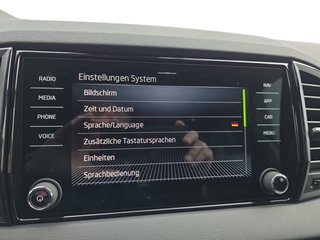 Einstellungen System
RADIO
MEDIA
PHONE
VOICE
Bildschirm
Zeit und Datum
Sprache/Language
Zusätzliche Tastatursprachen
Einheiten
Sprachbedienung
NAV
APP
CAR
MENU